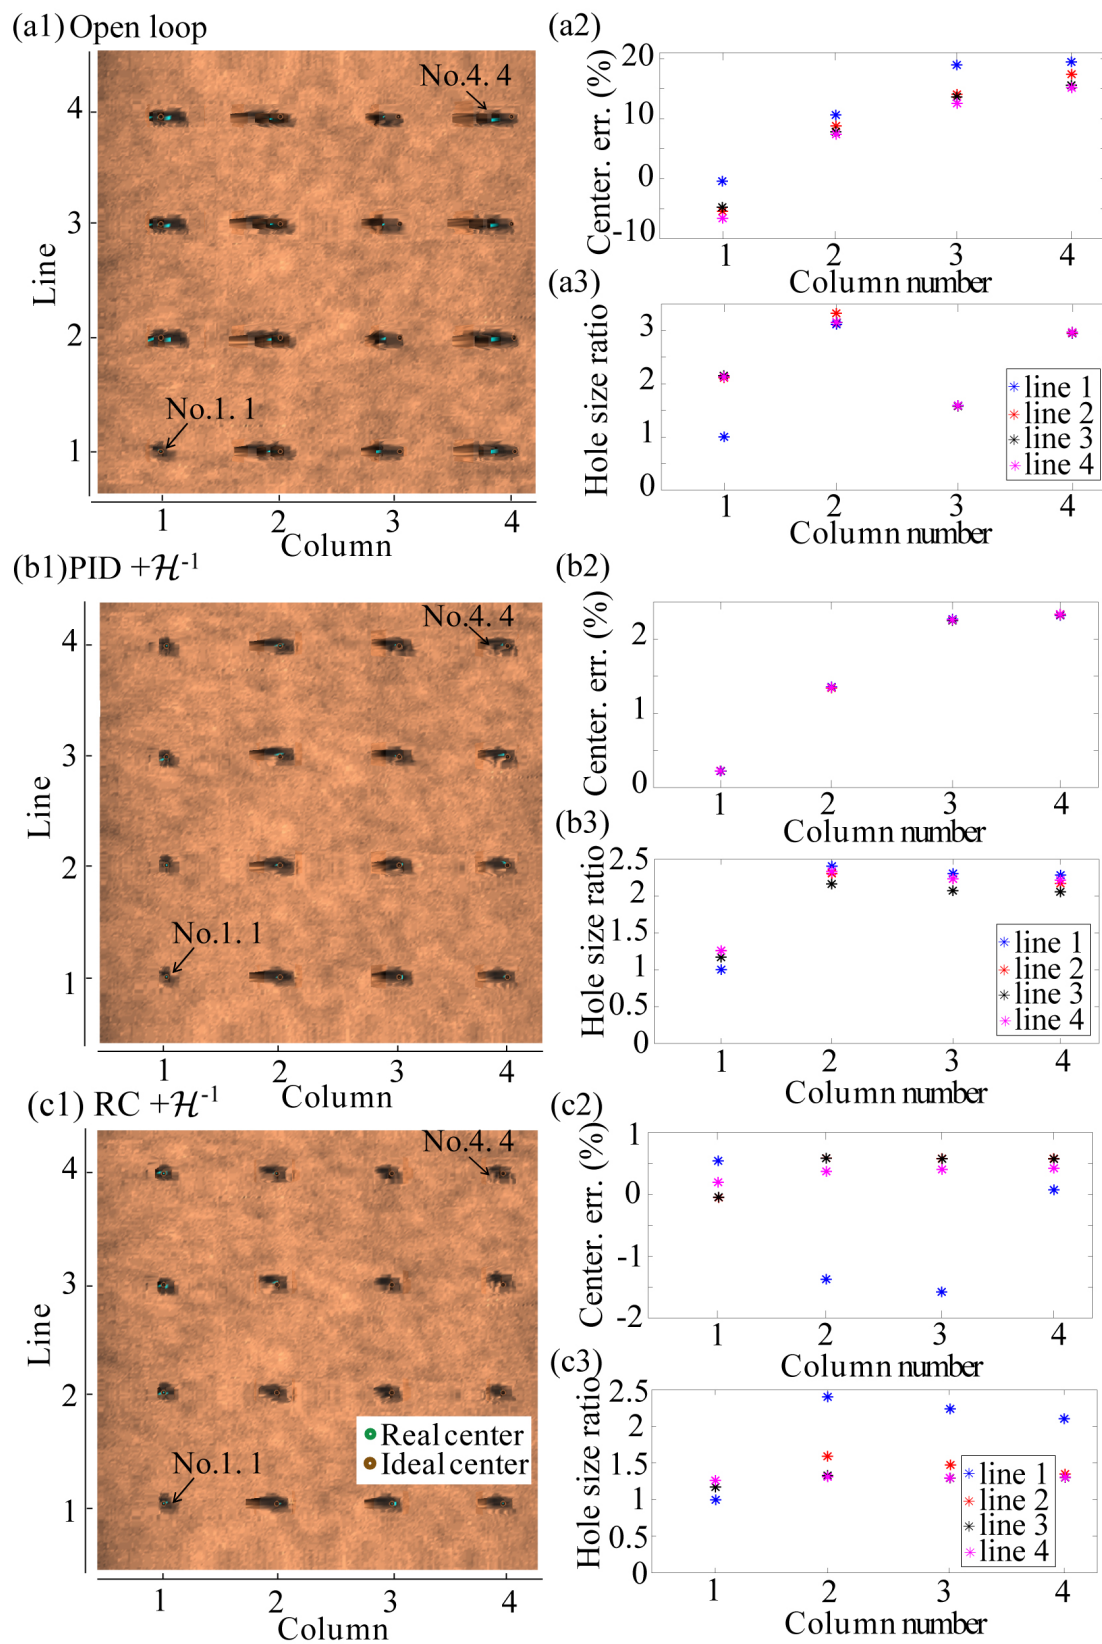 (a1) Open loop
No.4. 4
4
3
2
1
Line
No.1. 1
1 2 3 4
Column
(a2)
Center. err. (%)
20
10
0
-10
1 2 3 4
Column number
(a3)
Hole size ratio
3
2
1
0
line 1
line 2
line 3
line 4
1 2 3 4
Column number
(b1) PID +ℋ-1
No.4. 4
4
3
2
1
Line
No.1. 1
1 2 3 4
Column
(b2)
Center. err. (%)
2
1
0
1 2 3 4
Column number
(b3)
Hole size ratio
2.5
2
1.5
1
0.5
0
line 1
line 2
line 3
line 4
1 2 3 4
Column number
(c1) RC +ℋ-1
No.4. 4
4
3
2
1
Line
Real center
Ideal center
No.1. 1
1 2 3 4
Column
(c2)
Center. err. (%)
1
0
-1
-2
1 2 3 4
Column number
(c3)
Hole size ratio
2.5
2
1.5
1
0.5
0
line 1
line 2
line 3
line 4
1 2 3 4
Column number